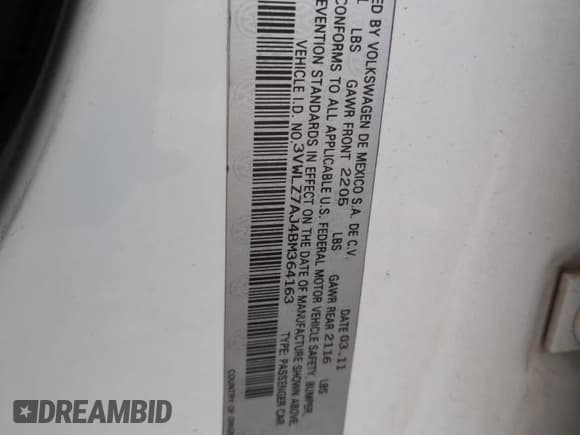 ED BY VOLKSWAGEN DE MEXICO S.A. DE C.V. DATE 03.11
LBS GAWR FRONT 2205 LBS GAWR REAR 2116 LBS
CONFORMS TO ALL APPLICABLE U.S. FEDERAL MOTOR VEHICLE SAFETY, BUMPER,
EVENTION STANDARDS IN EFFECT ON THE DATE OF MANUFACTURE SHOWN ABOVE.
VEHICLE I.D. NO. 3VWLZ7AJ4BM364163 TYPE: PASSENGER CAR
COUNTRY OF
DREAMBID